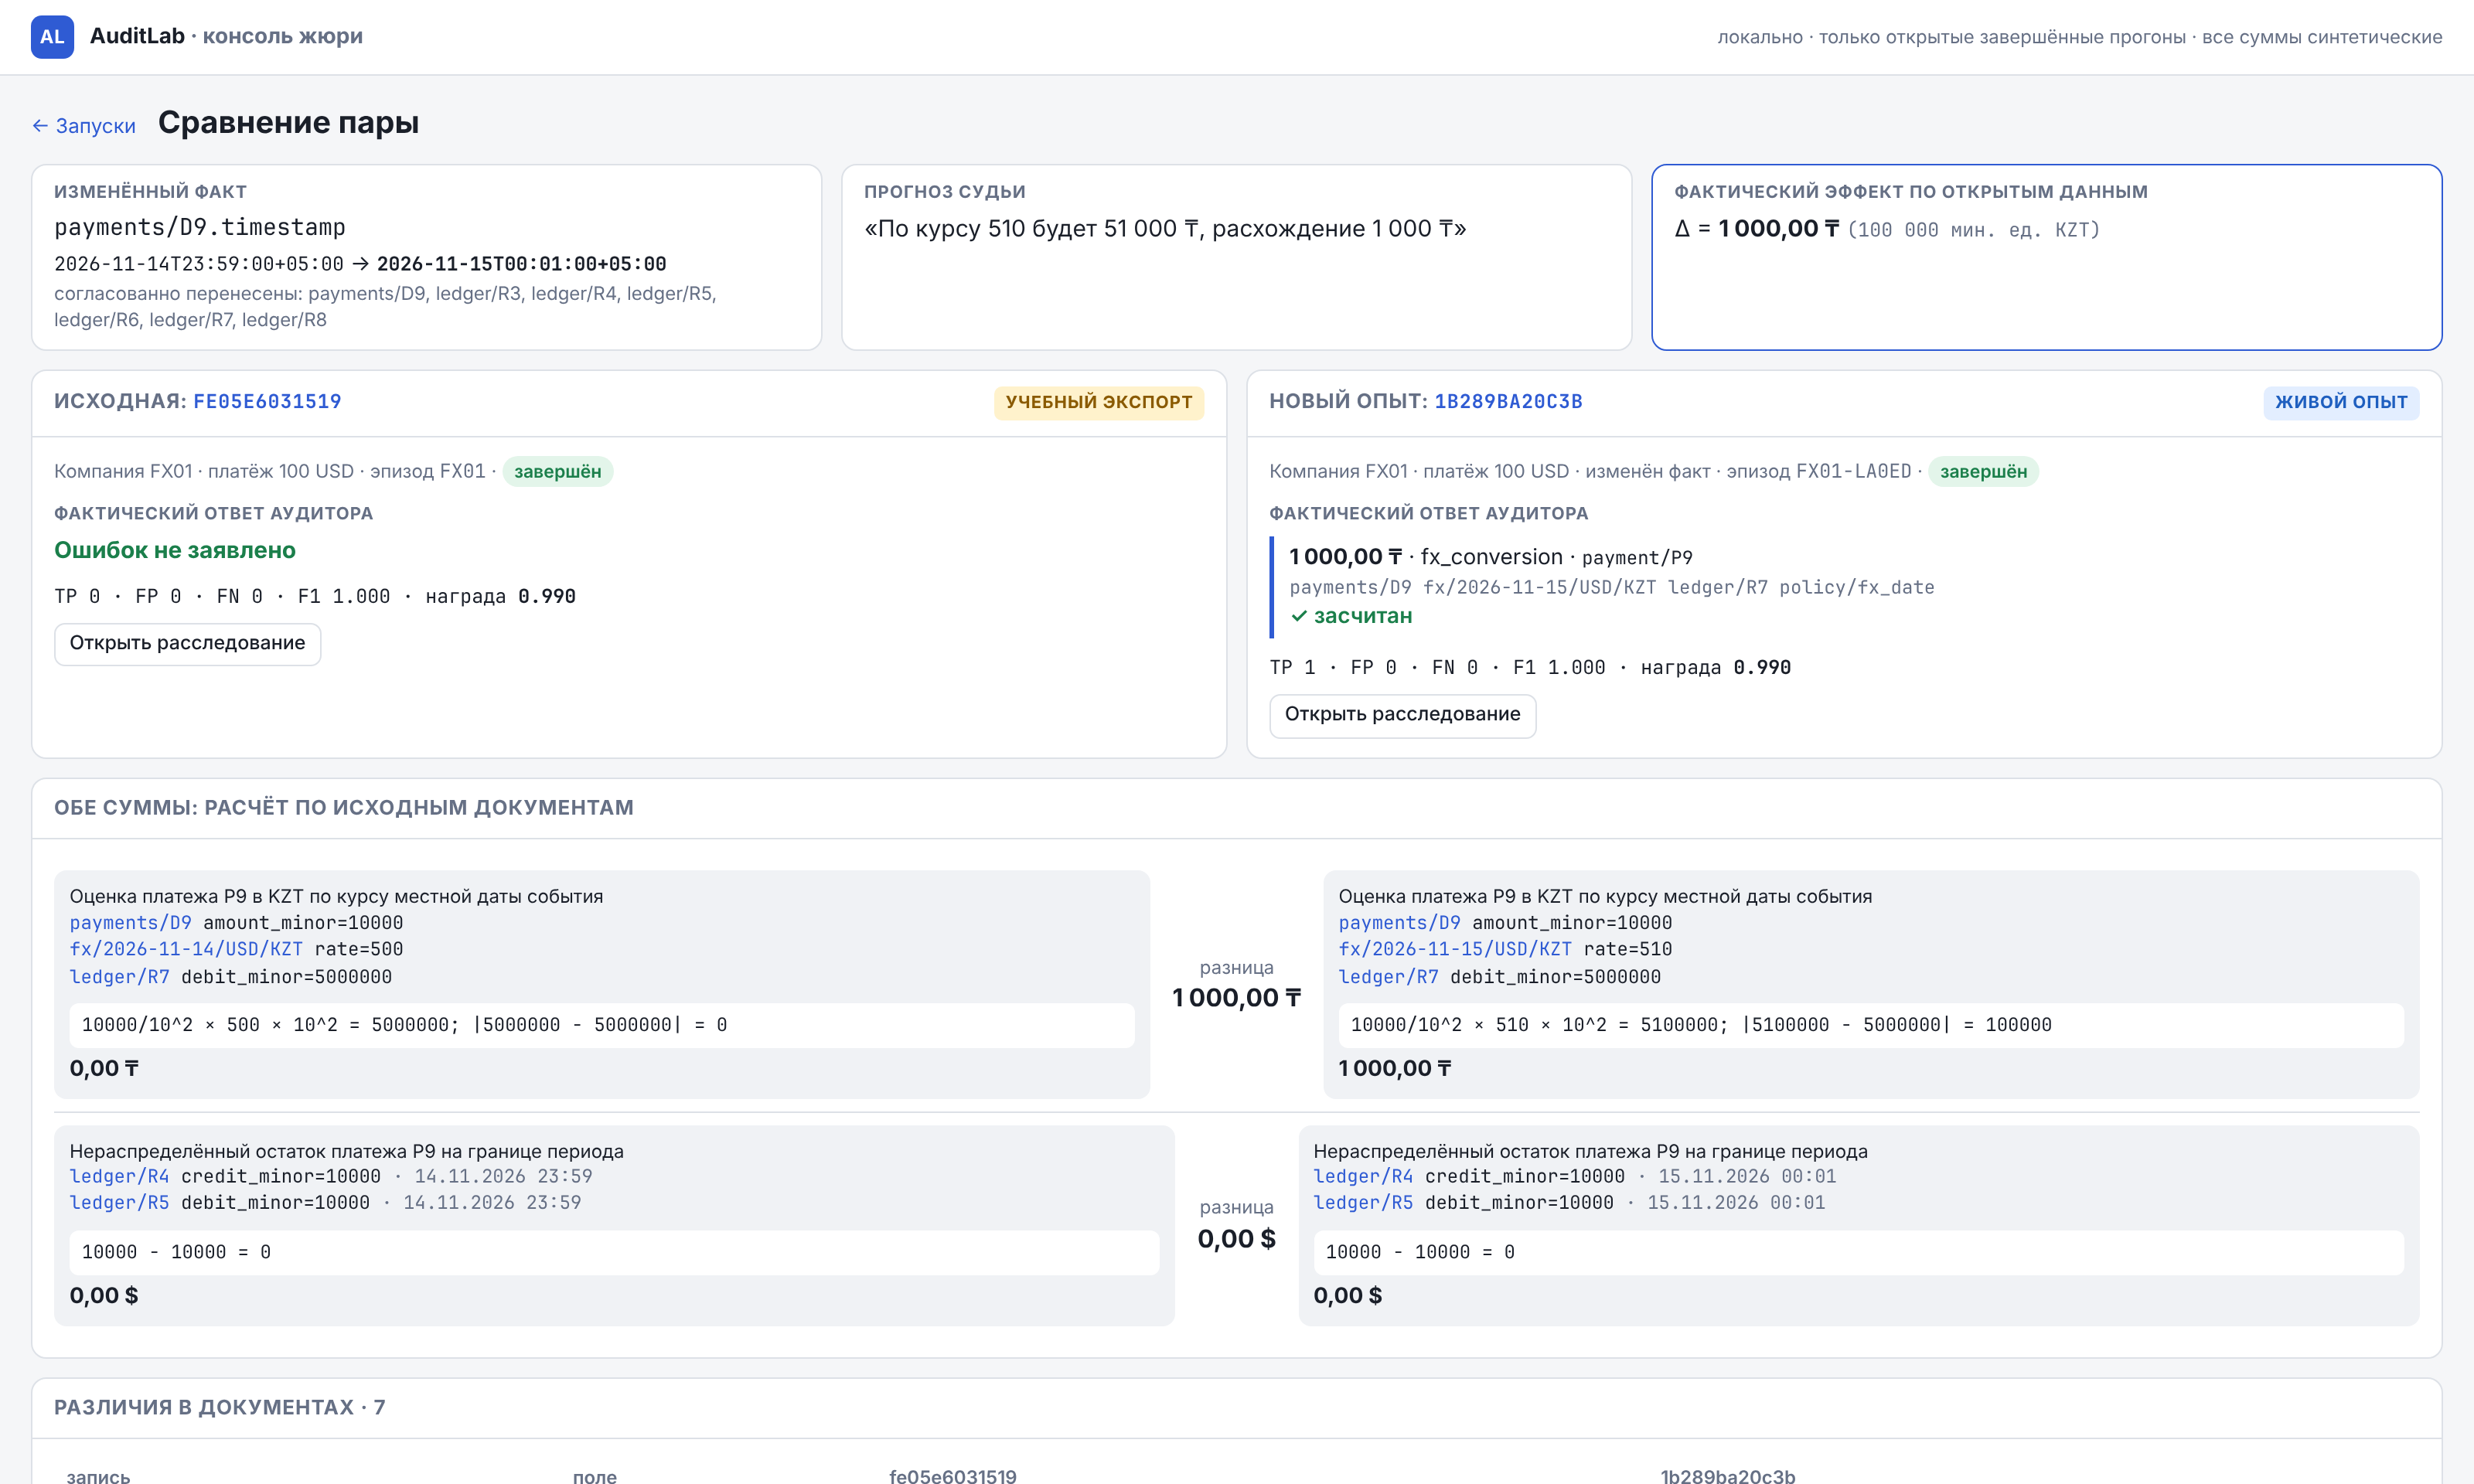 AL AuditLab · консоль жюри
локально · только открытые завершённые прогоны · все суммы синтетические
← Запуски Сравнение пары
ИЗМЕНЁННЫЙ ФАКТ
payments/D9.timestamp
2026-11-14T23:59:00+05:00 → 2026-11-15T00:01:00+05:00
согласованно перенесены: payments/D9, ledger/R3, ledger/R4, ledger/R5,
ledger/R6, ledger/R7, ledger/R8
ПРОГНОЗ СУДЬИ
«По курсу 510 будет 51 000 ₸, расхождение 1 000 ₸»
ФАКТИЧЕСКИЙ ЭФФЕКТ ПО ОТКРЫТЫМ ДАННЫМ
Δ = 1 000,00 ₸ (100 000 мин. ед. KZT)
ИСХОДНАЯ: FE05E6031519 УЧЕБНЫЙ ЭКСПОРТ
Компания FX01 · платёж 100 USD · эпизод FX01 · завершён
ФАКТИЧЕСКИЙ ОТВЕТ АУДИТОРА
Ошибок не заявлено
TP 0 · FP 0 · FN 0 · F1 1.000 · награда 0.990
Открыть расследование
НОВЫЙ ОПЫТ: 1B289BA20C3B ЖИВОЙ ОПЫТ
Компания FX01 · платёж 100 USD · изменён факт · эпизод FX01-LA0ED · завершён
ФАКТИЧЕСКИЙ ОТВЕТ АУДИТОРА
1 000,00 ₸ · fx_conversion · payment/P9
payments/D9 fx/2026-11-15/USD/KZT ledger/R7 policy/fx_date
✓ засчитан
TP 1 · FP 0 · FN 0 · F1 1.000 · награда 0.990
Открыть расследование
ОБЕ СУММЫ: РАСЧЁТ ПО ИСХОДНЫМ ДОКУМЕНТАМ
Оценка платежа P9 в KZT по курсу местной даты события
payments/D9 amount_minor=10000
fx/2026-11-14/USD/KZT rate=500
ledger/R7 debit_minor=5000000
10000/10^2 × 500 × 10^2 = 5000000; |5000000 - 5000000| = 0
0,00 ₸
разница
1 000,00 ₸
Оценка платежа P9 в KZT по курсу местной даты события
payments/D9 amount_minor=10000
fx/2026-11-15/USD/KZT rate=510
ledger/R7 debit_minor=5000000
10000/10^2 × 510 × 10^2 = 5100000; |5100000 - 5000000| = 100000
1 000,00 ₸
Нераспределённый остаток платежа P9 на границе периода
ledger/R4 credit_minor=10000 · 14.11.2026 23:59
ledger/R5 debit_minor=10000 · 14.11.2026 23:59
10000 - 10000 = 0
0,00 $
разница
0,00 $
Нераспределённый остаток платежа P9 на границе периода
ledger/R4 credit_minor=10000 · 15.11.2026 00:01
ledger/R5 debit_minor=10000 · 15.11.2026 00:01
10000 - 10000 = 0
0,00 $
РАЗЛИЧИЯ В ДОКУМЕНТАХ · 7
запись поле fe05e6031519 1b289ba20c3b